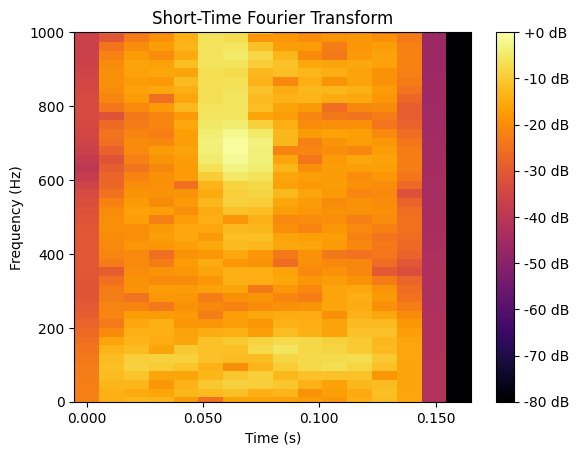 Short-Time Fourier Transform
1000
800
600
400
200
0
Frequency (Hz)
0.000
0.050
0.100
0.150
Time (s)
+0 dB
-10 dB
-20 dB
-30 dB
-40 dB
-50 dB
-60 dB
-70 dB
-80 dB